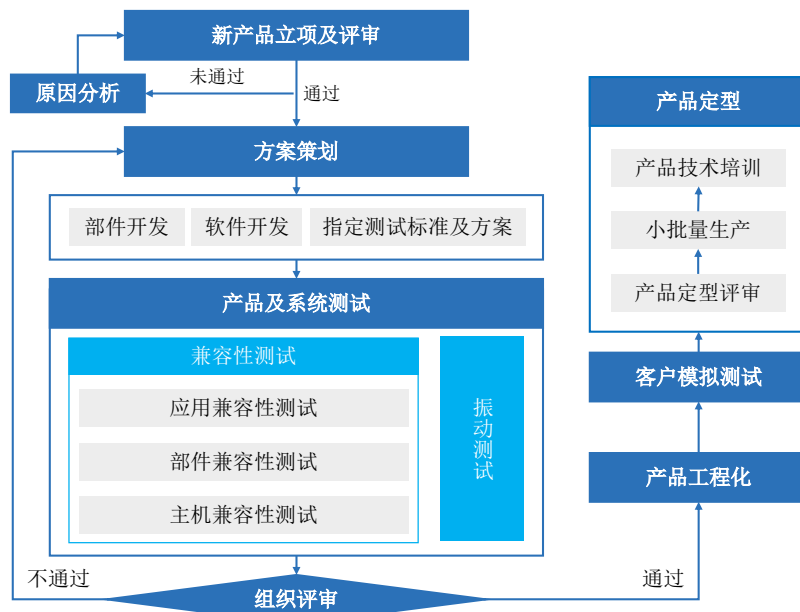 新产品立项及评审
未通过
通过
原因分析
方案策划
部件开发
软件开发
指定测试标准及方案
产品及系统测试
兼容性测试
应用兼容性测试
部件兼容性测试
主机兼容性测试
振动测试
不通过
组织评审
通过
产品工程化
客户模拟测试
产品定型
产品技术培训
小批量生产
产品定型评审